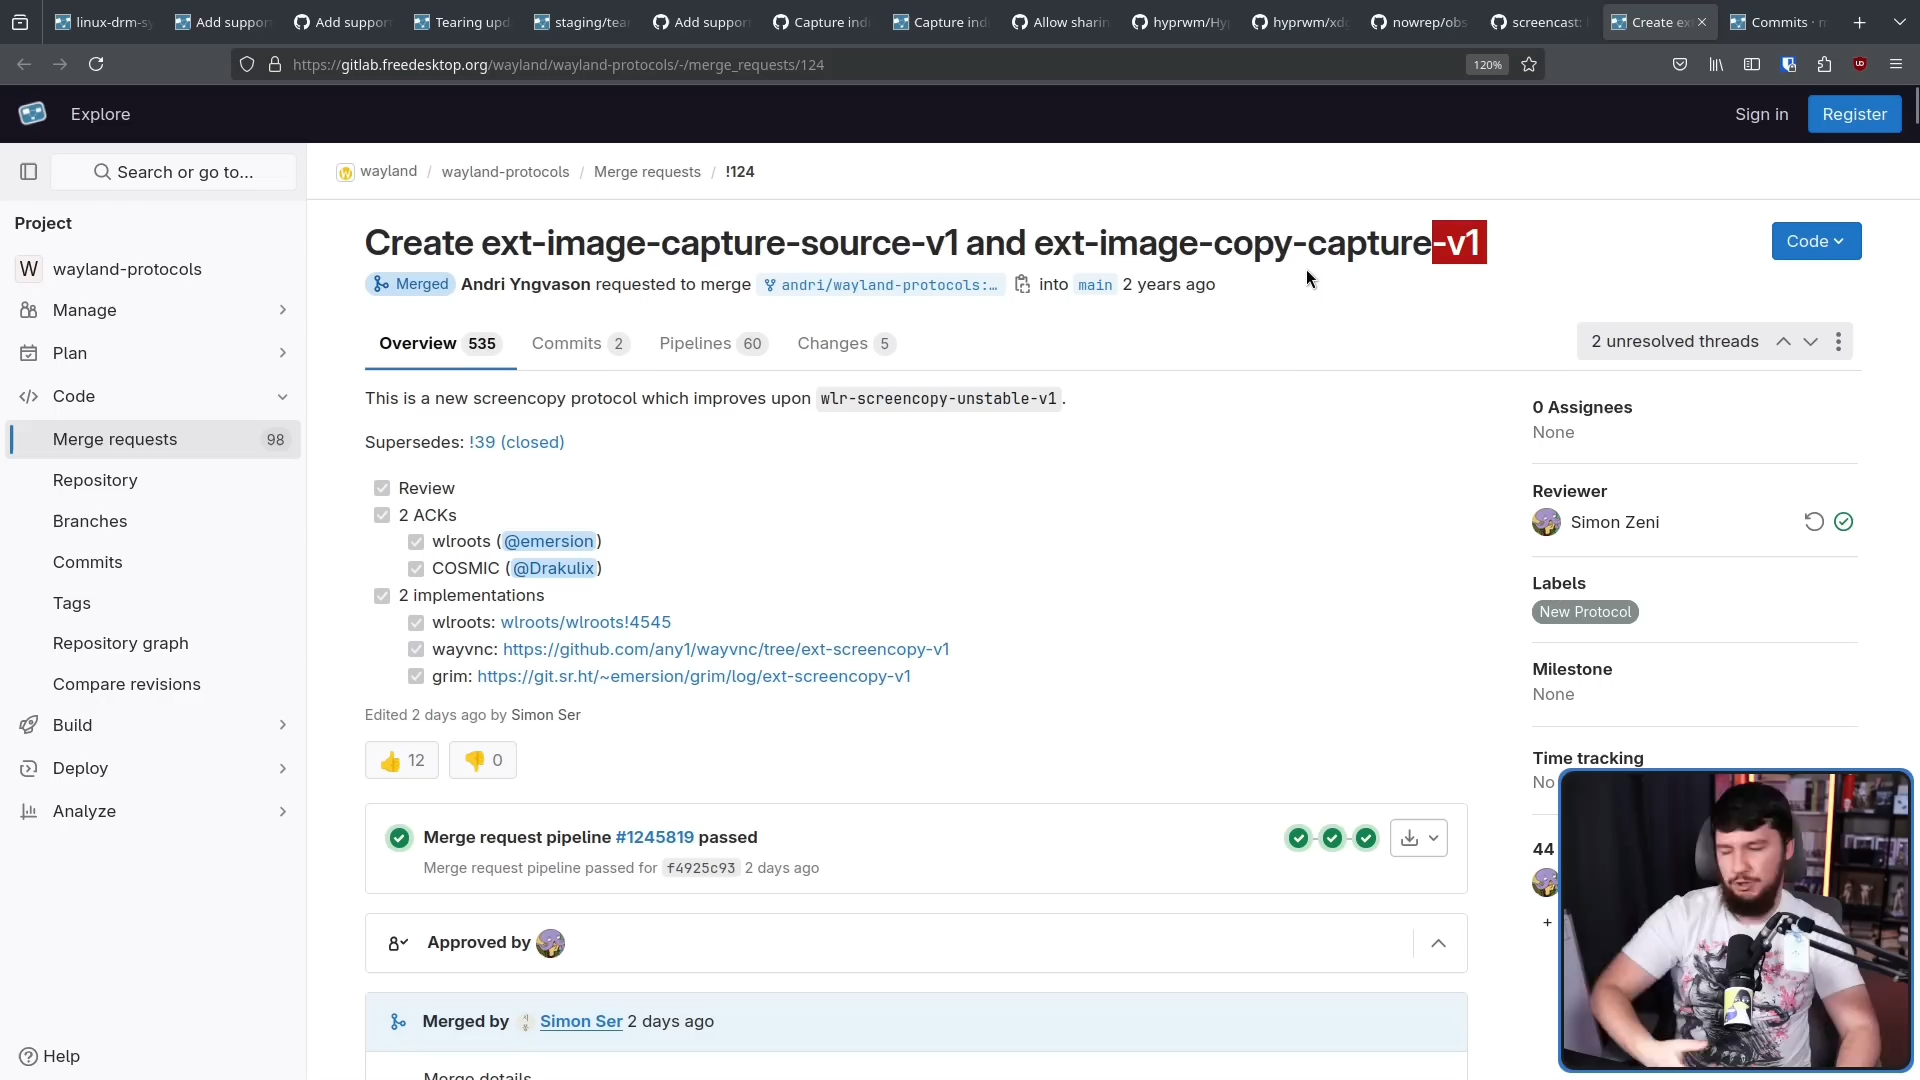 linux-drm-sy
Add suppor
Add suppor
Tearing upd
staging/tear
Add suppor
Capture indi
Capture ind
Allow sharin
hyprwm/Hy
hyprwm/xdg
nowrep/obs
screencast:
Create ex
Commits · m
https://gitlab.freedesktop.org/wayland/wayland-protocols/-/merge_requests/124
120%
Explore
Sign in
Register
Search or go to...
wayland / wayland-protocols / Merge requests / !124
Project
W wayland-protocols
Manage
Plan
Code
Merge requests 98
Repository
Branches
Commits
Tags
Repository graph
Compare revisions
Build
Deploy
Analyze
Help
Create ext-image-capture-source-v1 and ext-image-copy-capture-v1
Code
Merged Andri Yngvason requested to merge andri/wayland-protocols:… into main 2 years ago
Overview 535 Commits 2 Pipelines 60 Changes 5
2 unresolved threads
This is a new screencopy protocol which improves upon wlr-screencopy-unstable-v1.
Supersedes: !39 (closed)
Review
2 ACKs
wlroots (@emersion)
COSMIC (@Drakulix)
2 implementations
wlroots: wlroots/wlroots!4545
wayvnc: https://github.com/any1/wayvnc/tree/ext-screencopy-v1
grim: https://git.sr.ht/~emersion/grim/log/ext-screencopy-v1
Edited 2 days ago by Simon Ser
👍 12 👎 0
Merge request pipeline #1245819 passed
Merge request pipeline passed for f4925c93 2 days ago
Approved by
Merged by Simon Ser 2 days ago
Merge details
0 Assignees
None
Reviewer
Simon Zeni
Labels
New Protocol
Milestone
None
Time tracking
No
44
+